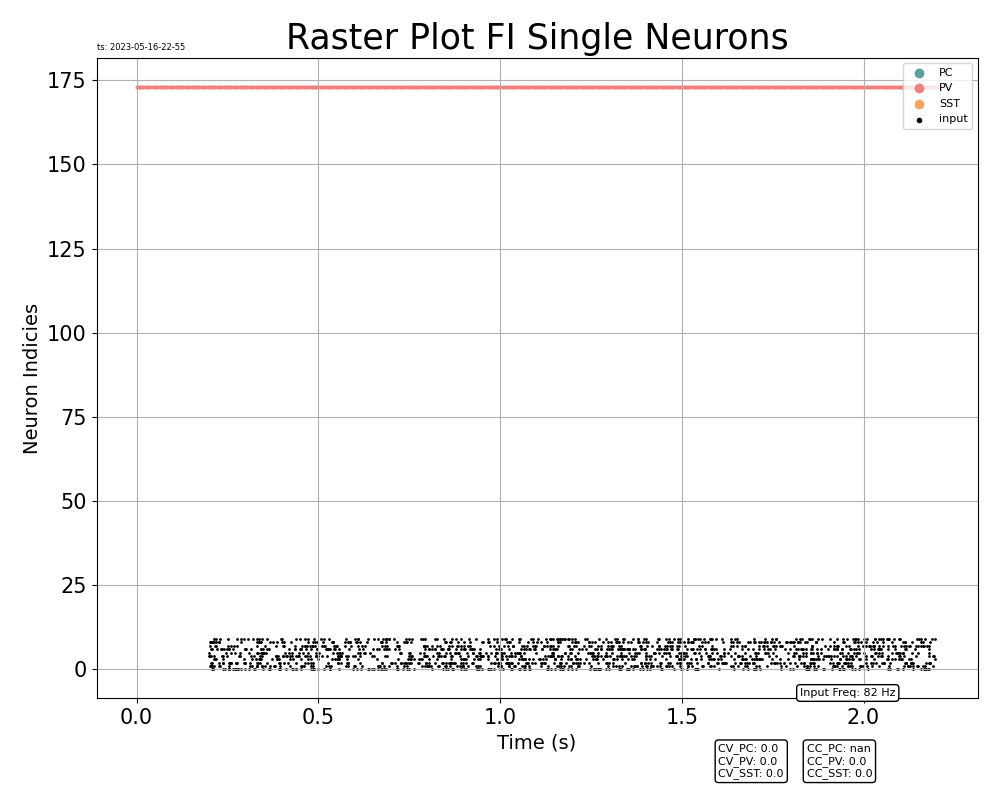 Raster Plot FI Single Neurons
ts: 2023-05-16-22-55
PC
PV
SST
input
175
150
125
100
75
50
25
0
Neuron Indicies
0.0 0.5 1.0 1.5 2.0
Time (s)
Input Freq: 82 Hz
CV_PC: 0.0
CV_PV: 0.0
CV_SST: 0.0
CC_PC: nan
CC_PV: 0.0
CC_SST: 0.0